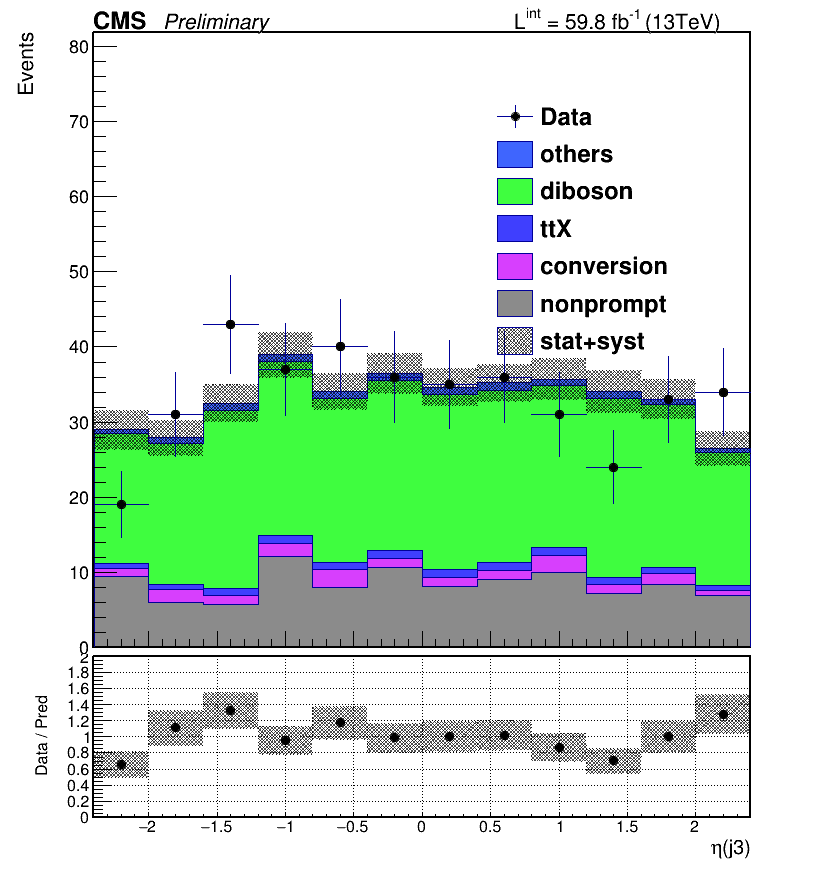 CMS Preliminary L^int = 59.8 fb^-1 (13TeV)
Events
80
70
60
50
40
30
20
10
0
Data
others
diboson
ttX
conversion
nonprompt
stat+syst
Data / Pred
2
1.8
1.6
1.4
1.2
1
0.8
0.6
0.4
0.2
0
−2 −1.5 −1 −0.5 0 0.5 1 1.5 2
η(j3)